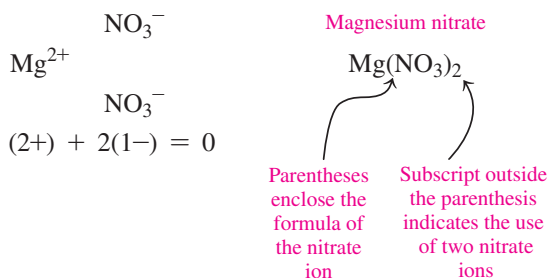 NO₃⁻
Mg²⁺
NO₃⁻
(2+) + 2(1−) = 0
Magnesium nitrate
Mg(NO₃)₂
Parentheses
enclose the
formula of
the nitrate
ion
Subscript outside
the parenthesis
indicates the use
of two nitrate
ions